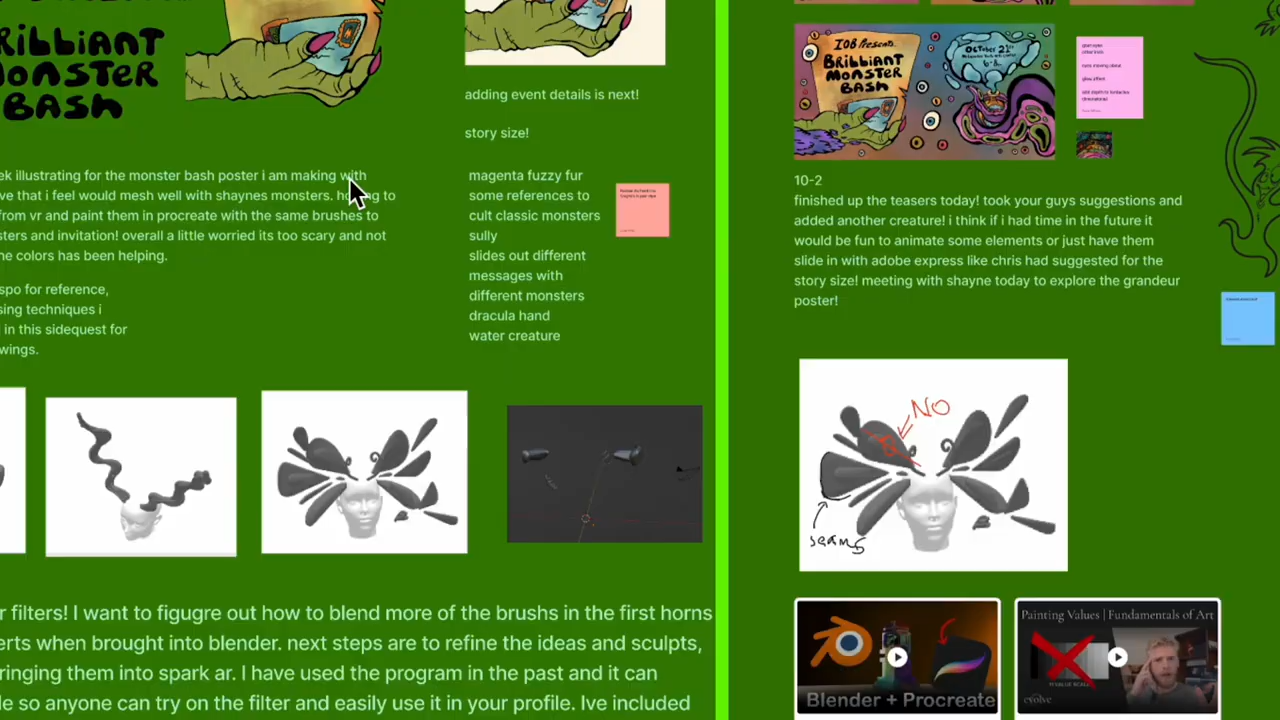 BRiLLiANT
MONSTER
BASH
adding event details is next!
story size!
ek illustrating for the monster bash poster i am making with
ve that i feel would mesh well with shaynes monsters. to
from vr and paint them in procreate with the same brushes to
sters and invitation! overall a little worried its too scary and not
he colors has been helping.
spo for reference,
sing techniques i
in this sidequest for
wings.
magenta fuzzy fur
some references to
cult classic monsters
sully
slides out different
messages with
different monsters
dracula hand
water creature
r filters! I want to figugre out how to blend more of the brushs in the first horns
erts when brought into blender. next steps are to refine the ideas and sculpts,
ringing them into spark ar. I have used the program in the past and it can
le so anyone can try on the filter and easily use it in your profile. Ives included
IOB Presents..
BRiLLiANT
MONSTER
BASH
OCTOBER 21st
6-8
10-2
finished up the teasers today! took your guys suggestions and
added another creature! i think if i had time in the future it
would be fun to animate some elements or just have them
slide in with adobe express like chris had suggested for the
story size! meeting with shayne today to explore the grandeur
poster!
NO
seams
Blender + Procreate
Painting Values | Fundamentals of Art
evolve